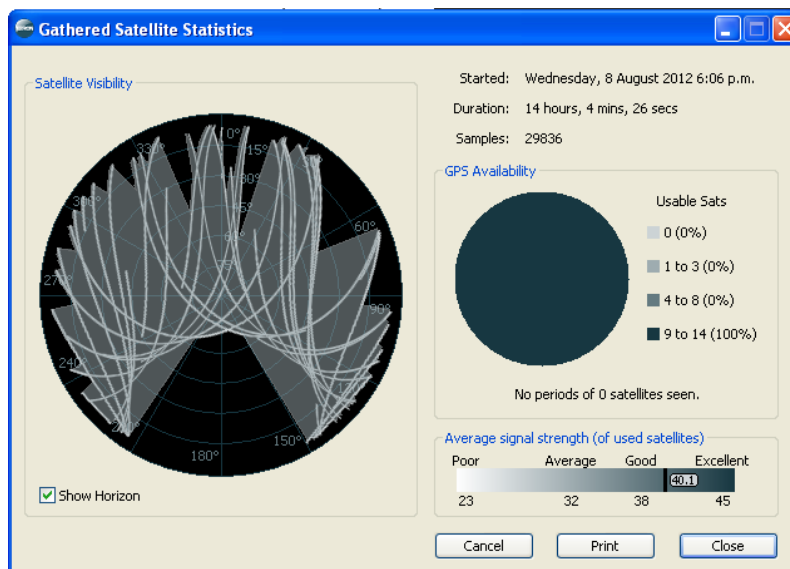 Gathered Satellite Statistics
Satellite Visibility
0°
15°
30°
45°
75°
60°
90°
150°
180°
240°
270°
300°
330°
Show Horizon
Started: Wednesday, 8 August 2012 6:06 p.m.
Duration: 14 hours, 4 mins, 26 secs
Samples: 29836
GPS Availability
Usable Sats
0 (0%)
1 to 3 (0%)
4 to 8 (0%)
9 to 14 (100%)
No periods of 0 satellites seen.
Average signal strength (of used satellites)
Poor Average Good Excellent
40.1
23 32 38 45
Cancel Print Close